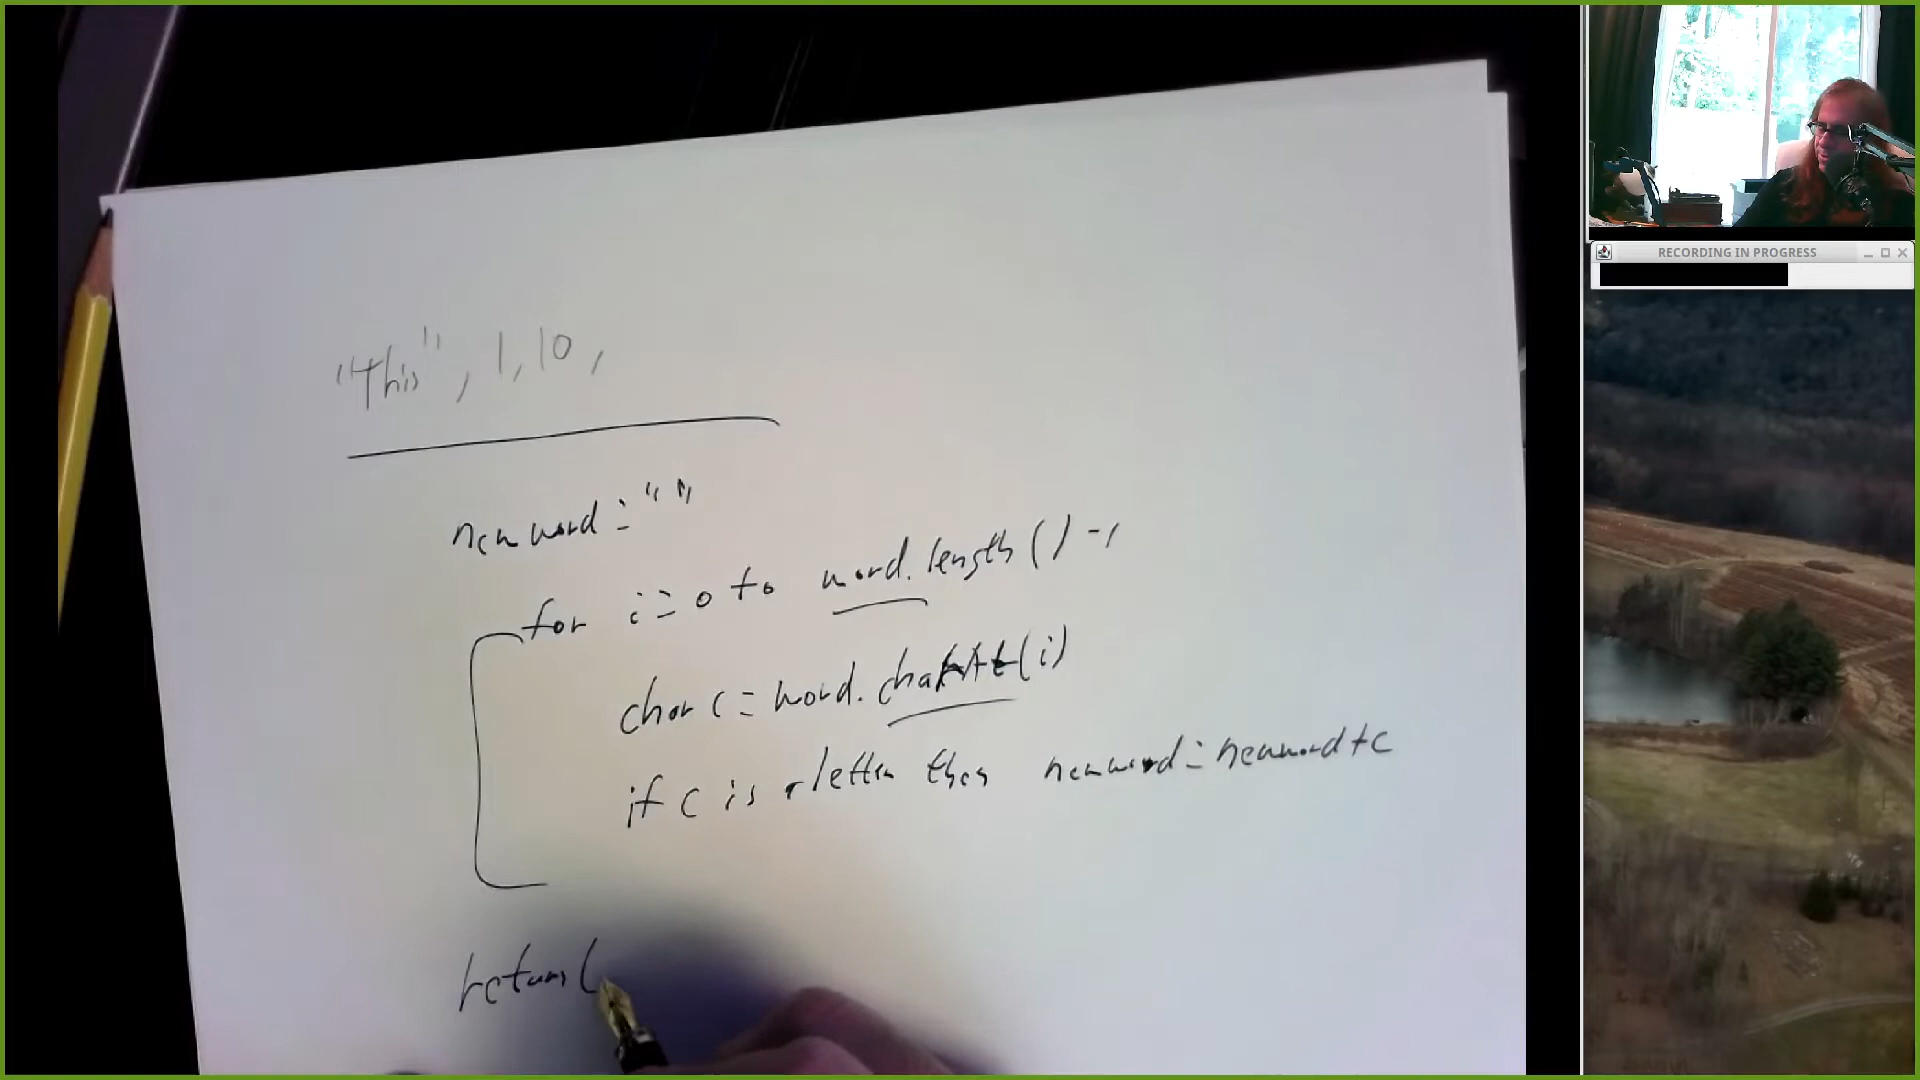 "This", 1, 10,
newword = ""
for i = 0 to word.length() - 1
char c = word.charAt(i)
if c is a letter then newword = newword + c
return (
RECORDING IN PROGRESS